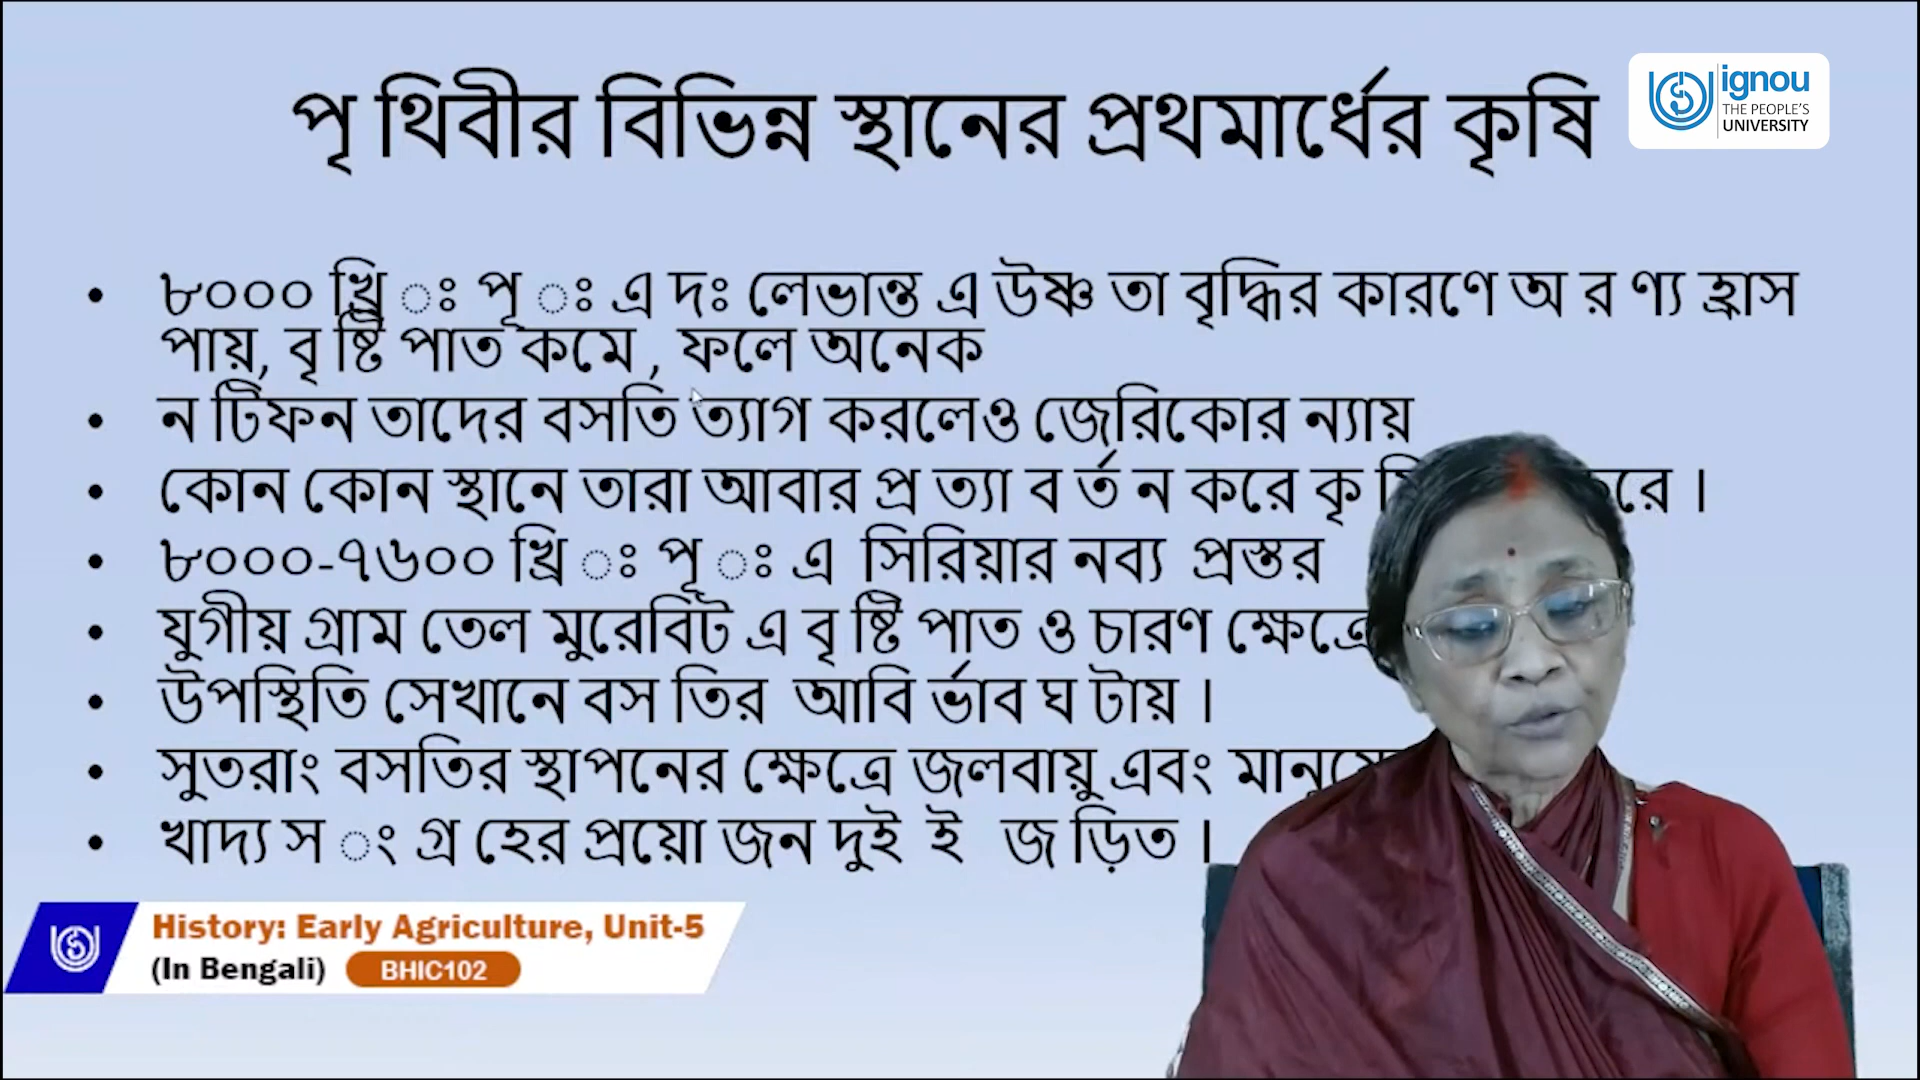 পৃ থিবীর বিভিন্ন স্থানের প্রথমার্ধের কৃষি
ignou
THE PEOPLE'S
UNIVERSITY
• ৮০০০ খ্রি ঃ পূ ঃ এ দঃ লেভান্ত এ উষ্ণ তা বৃদ্ধির কারণে অ র ণ্য হ্রাস
পায়, বৃ ষ্টি পাত কমে , ফলে অনেক
• ন টিফন তাদের বসতি ত্যাগ করলেও জেরিকোর ন্যায়
• কোন কোন স্থানে তারা আবার প্র ত্যা ব র্ত ন করে কৃ রে ।
• ৮০০০-৭৬০০ খ্রি ঃ পূ ঃ এ সিরিয়ার নব্য প্রস্তর
• যুগীয় গ্রাম তেল মুরেবিট এ বৃ ষ্টি পাত ও চারণ ক্ষেত্রে
• উপস্থিতি সেখানে বস তির আবি র্ভাব ঘ টায় ।
• সুতরাং বসতির স্থাপনের ক্ষেত্রে জলবায়ু এবং
• খাদ্য স ং গ্র হের প্রয়ো জন দুই ই জ ড়িত ।
History: Early Agriculture, Unit-5
(In Bengali) BHIC102